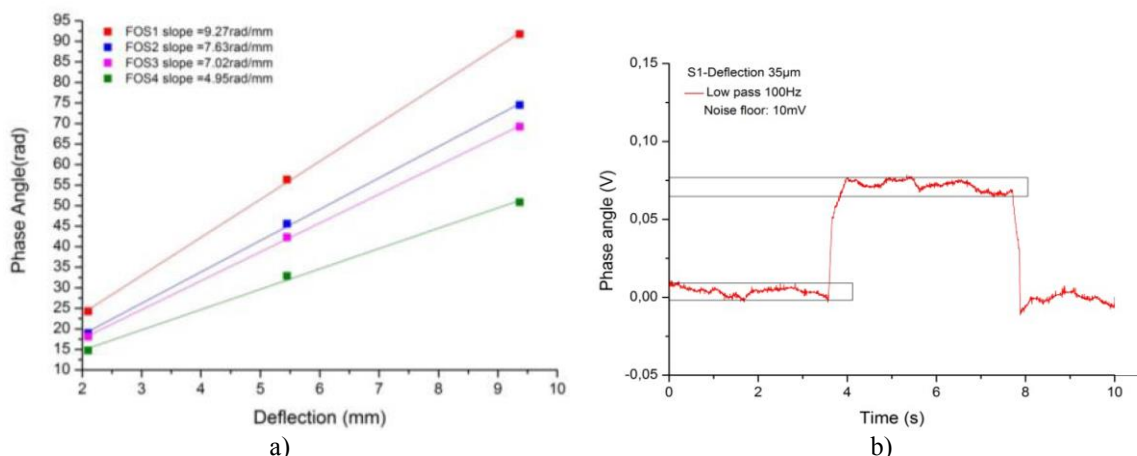 FOS1 slope =9.27rad/mm
FOS2 slope =7.63rad/mm
FOS3 slope =7.02rad/mm
FOS4 slope =4.95rad/mm
Phase Angle(rad)
95
90
85
80
75
70
65
60
55
50
45
40
35
30
25
20
15
10
2 3 4 5 6 7 8 9 10
Deflection (mm)
a)
S1-Deflection 35μm
Low pass 100Hz
Noise floor: 10mV
Phase angle (V)
0,15
0,10
0,05
0,00
-0,05
0 2 4 6 8 10
Time (s)
b)